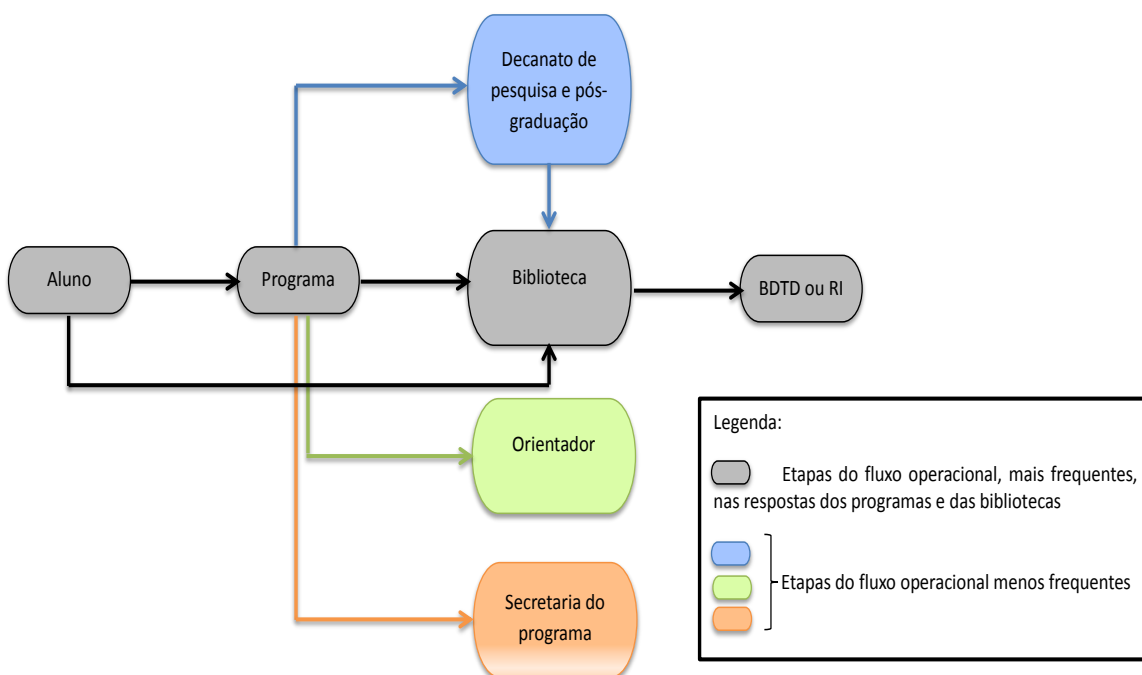 Decanato de
pesquisa e pós-
graduação
Aluno
Programa
Biblioteca
BDTD ou RI
Orientador
Secretaria do
programa
Legenda:
Etapas do fluxo operacional, mais frequentes,
nas respostas dos programas e das bibliotecas
Etapas do fluxo operacional menos frequentes